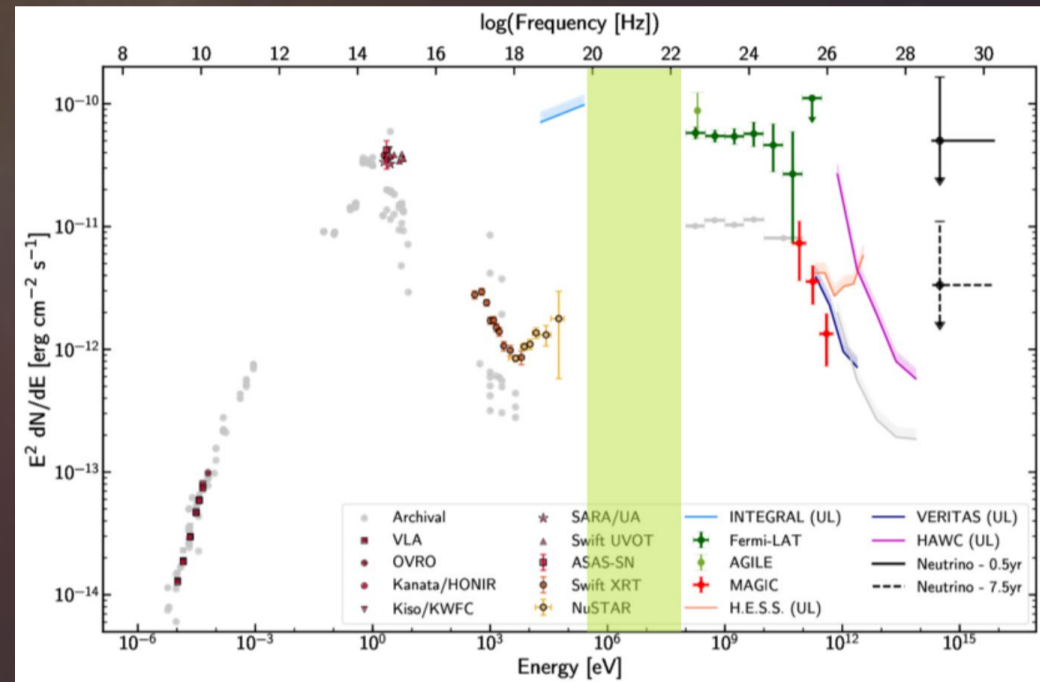 log(Frequency [Hz])
8 10 12 14 16 18 20 22 24 26 28 30
E² dN/dE [erg cm⁻² s⁻¹]
10⁻¹⁰
10⁻¹¹
10⁻¹²
10⁻¹³
10⁻¹⁴
Archival
VLA
OVRO
Kanata/HONIR
Kiso/KWFC
SARA/UA
Swift UVOT
ASAS-SN
Swift XRT
NuSTAR
INTEGRAL (UL)
Fermi-LAT
AGILE
MAGIC
H.E.S.S. (UL)
VERITAS (UL)
HAWC (UL)
Neutrino - 0.5yr
Neutrino - 7.5yr
10⁻⁶ 10⁻³ 10⁰ 10³ 10⁶ 10⁹ 10¹² 10¹⁵
Energy [eV]